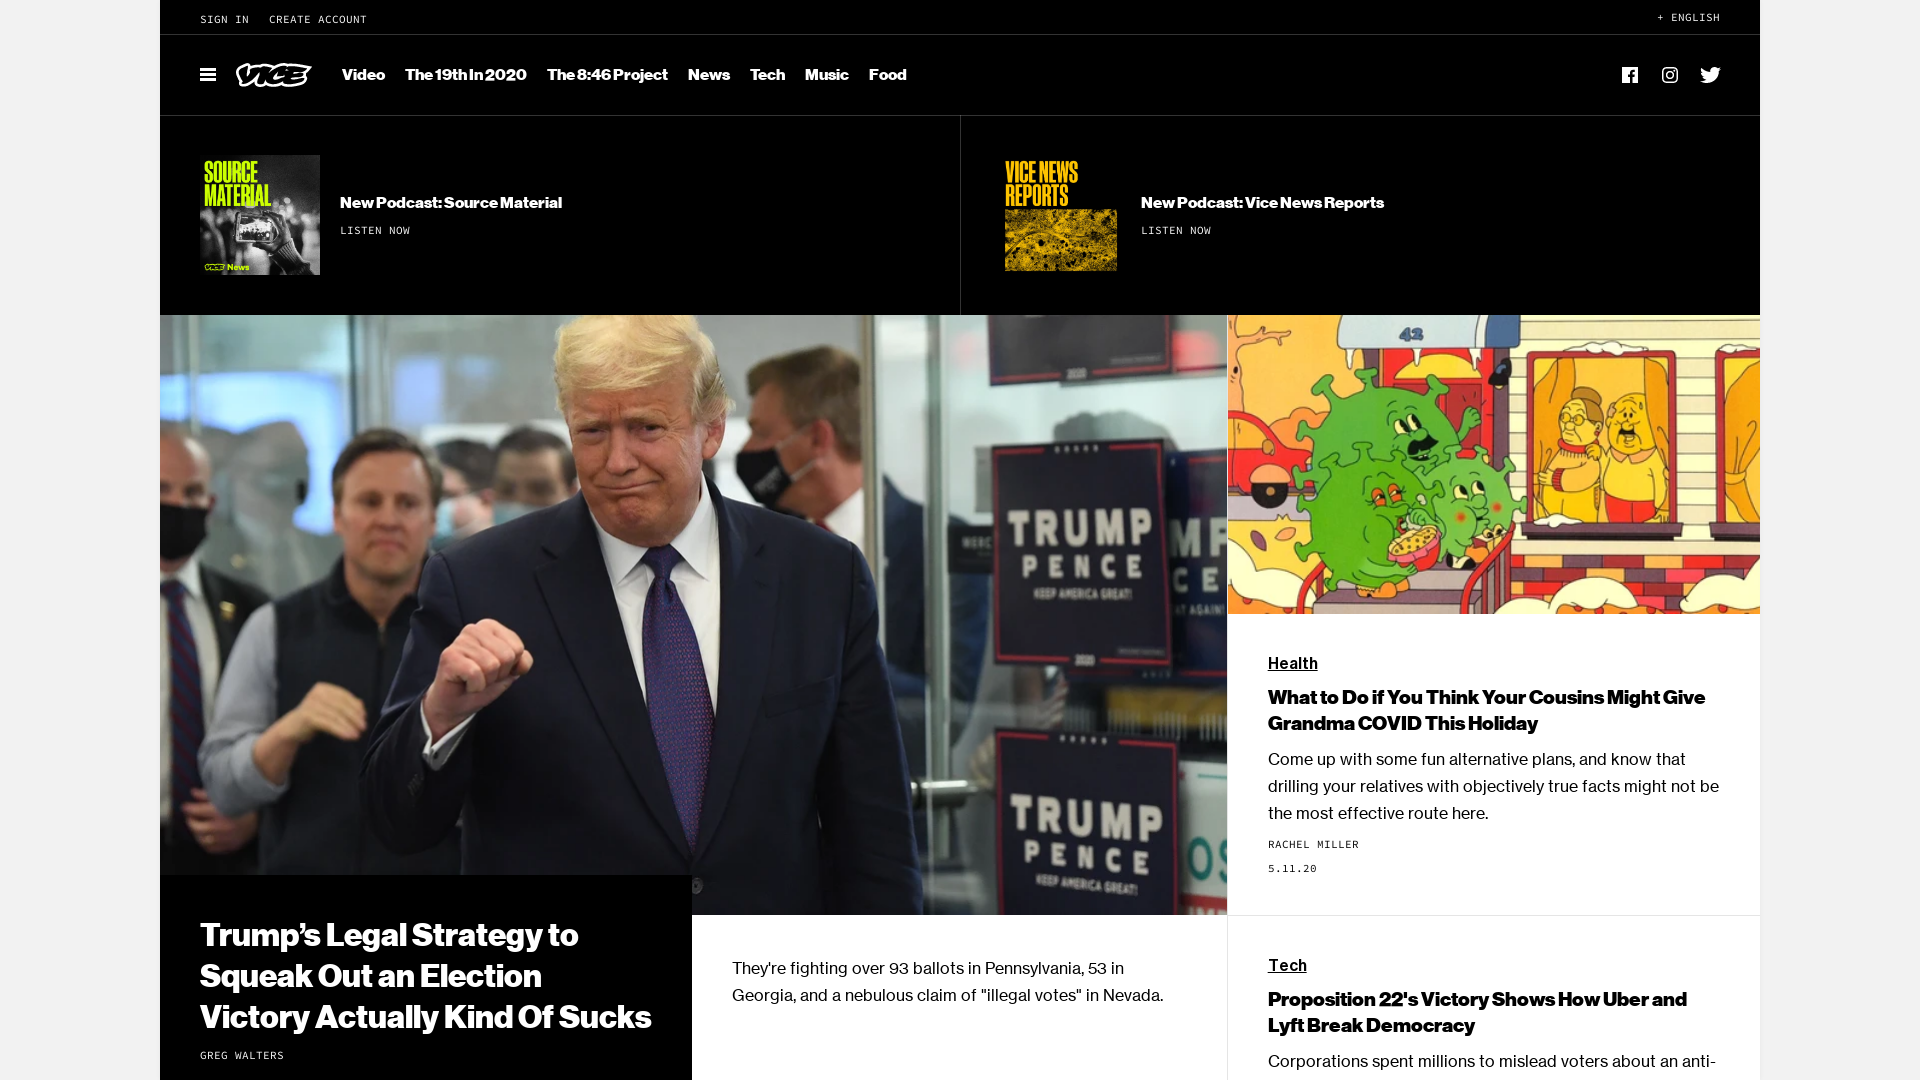 SIGN IN CREATE ACCOUNT
+ ENGLISH
VICE
Video The 19th In 2020 The 8:46 Project News Tech Music Food
SOURCE
MATERIAL
VICE News
New Podcast: Source Material
LISTEN NOW
VICE NEWS
REPORTS
New Podcast: Vice News Reports
LISTEN NOW
2020
TRUMP
PENCE
KEEP AMERICA GREAT!
2020
TRUMP
PENCE
KEEP AMERICA GREAT!
42
Health
What to Do if You Think Your Cousins Might Give
Grandma COVID This Holiday
Come up with some fun alternative plans, and know that
drilling your relatives with objectively true facts might not be
the most effective route here.
RACHEL MILLER
5.11.20
Trump’s Legal Strategy to
Squeak Out an Election
Victory Actually Kind Of Sucks
GREG WALTERS
They're fighting over 93 ballots in Pennsylvania, 53 in
Georgia, and a nebulous claim of "illegal votes" in Nevada.
Tech
Proposition 22's Victory Shows How Uber and
Lyft Break Democracy
Corporations spent millions to mislead voters about an anti-